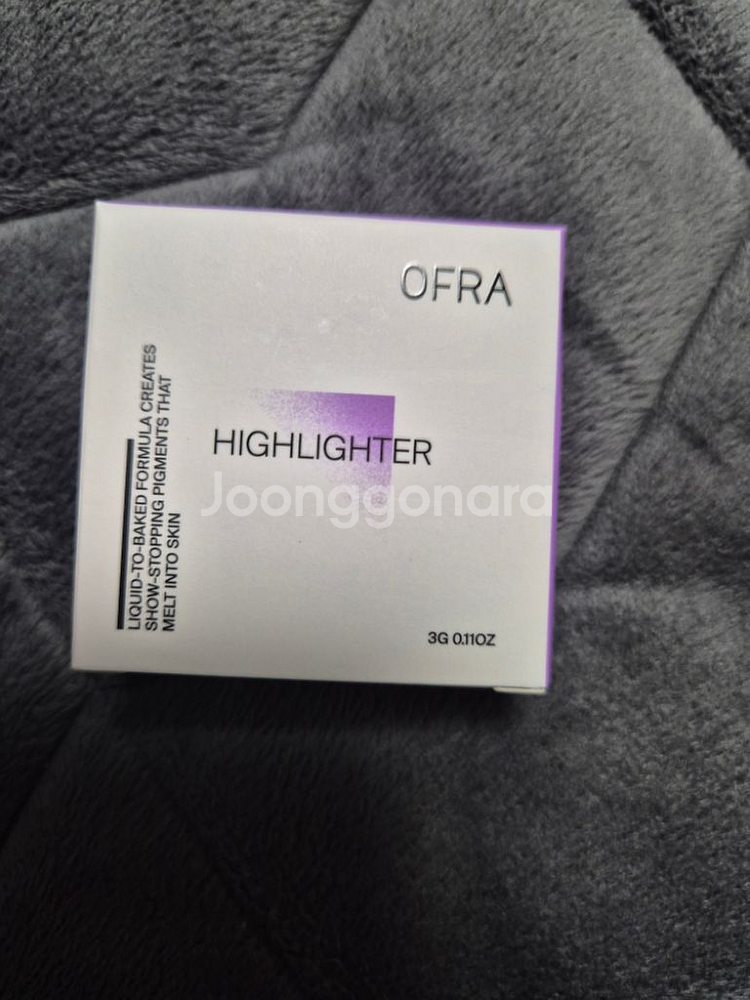 OFRA
HIGHLIGHTER
Joonggonara
LIQUID-TO-BAKED FORMULA CREATES
SHOW-STOPPING PIGMENTS THAT
MELT INTO SKIN
3G 0.11OZ